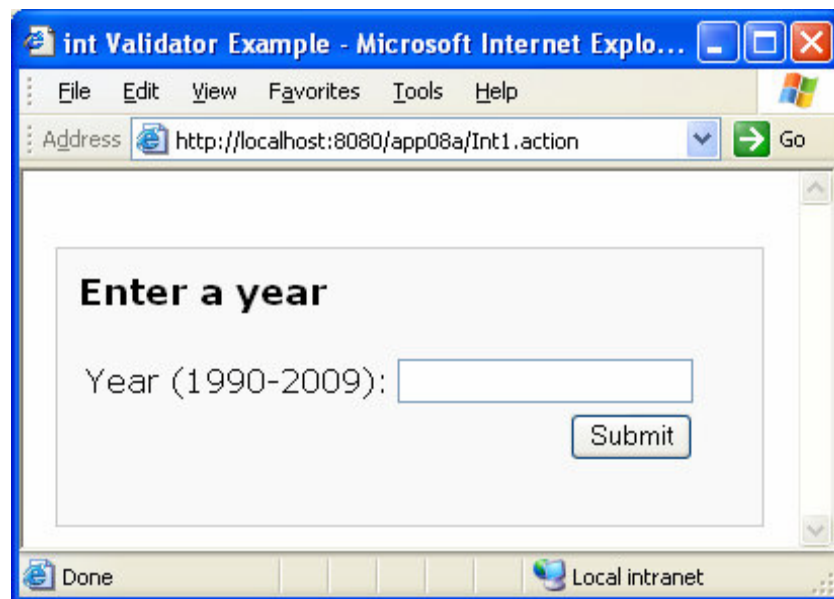 int Validator Example - Microsoft Internet Explo...
File Edit View Favorites Tools Help
Address http://localhost:8080/app08a/Int1.action Go
Enter a year
Year (1990-2009):
Submit
Done Local intranet